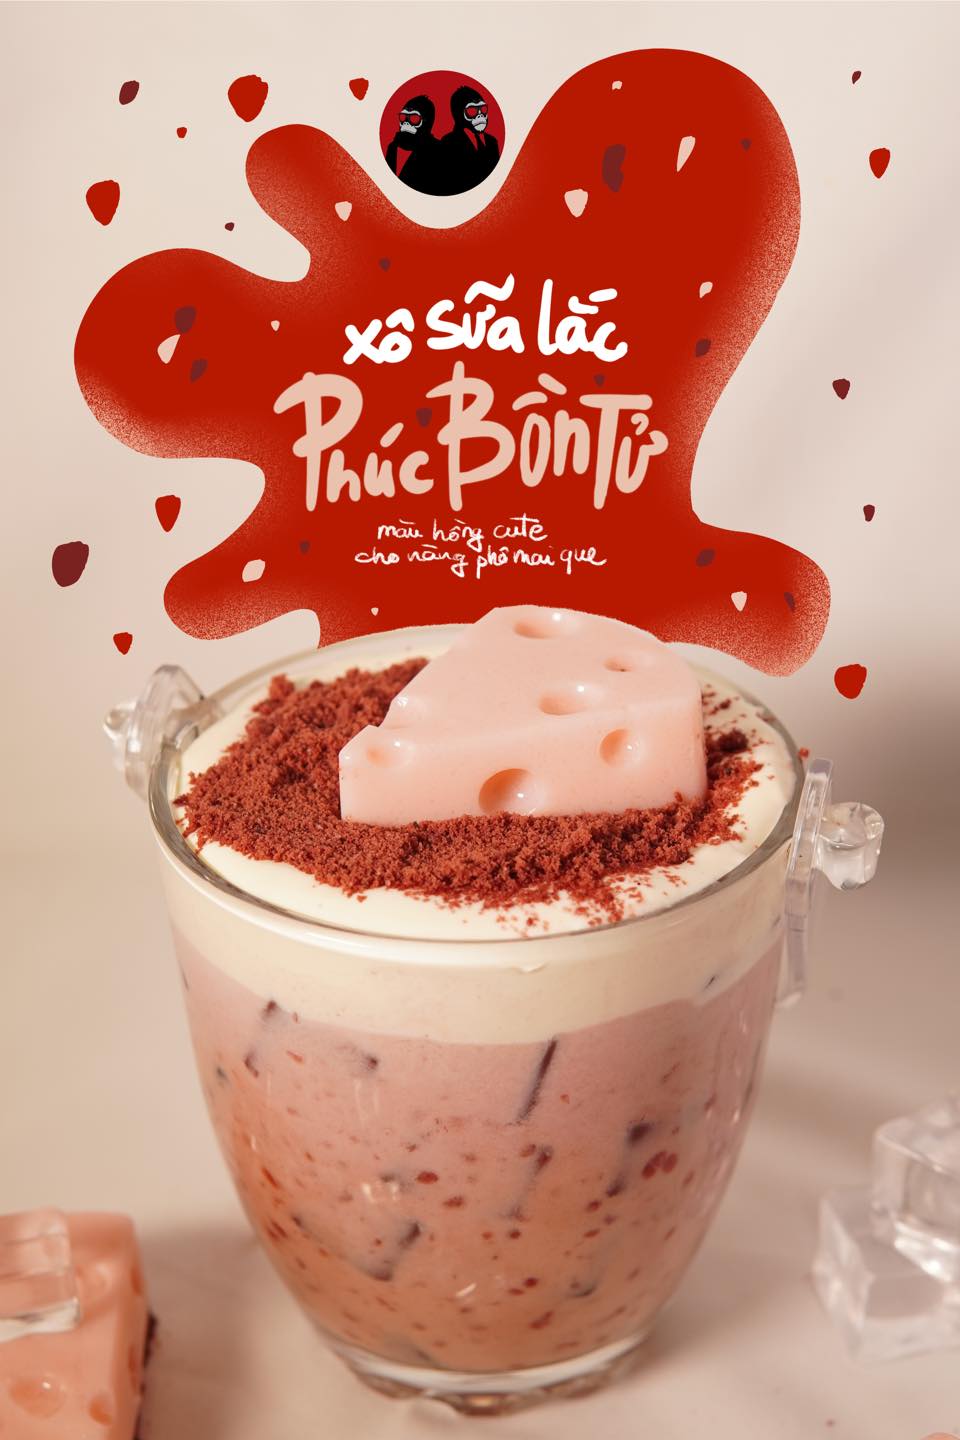 xô sữa lắc
Phúc Bồn Tử
màu hồng cute
cho nàng phô mai que